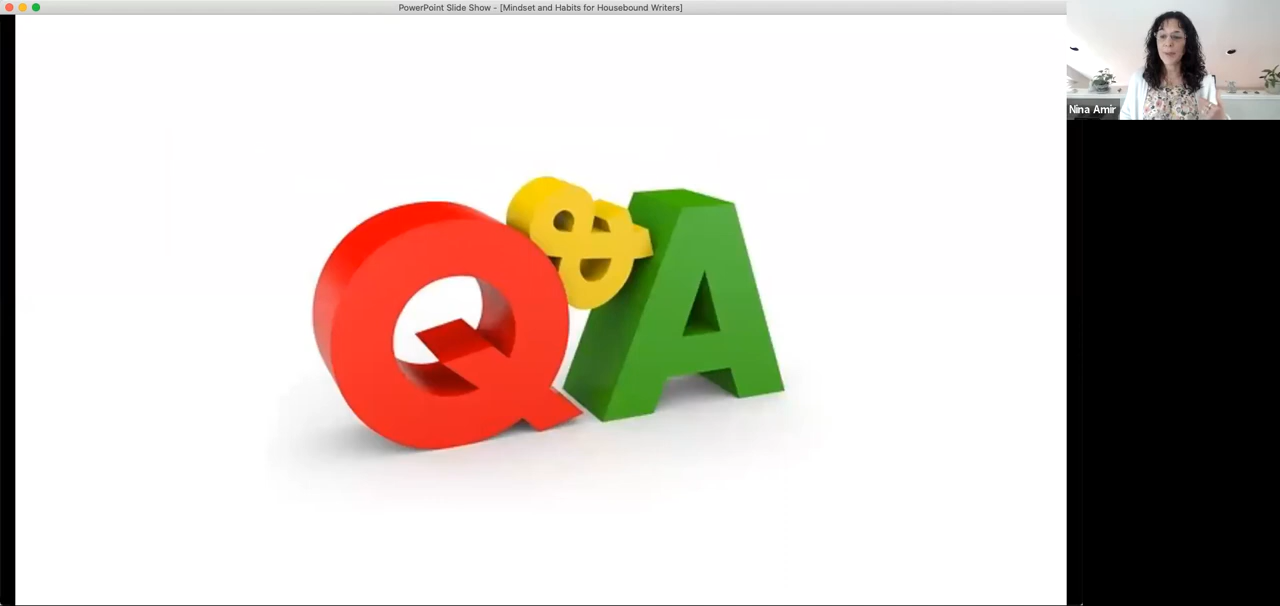 PowerPoint Slide Show - [Mindset and Habits for Housebound Writers]
Q&A
Nina Amir